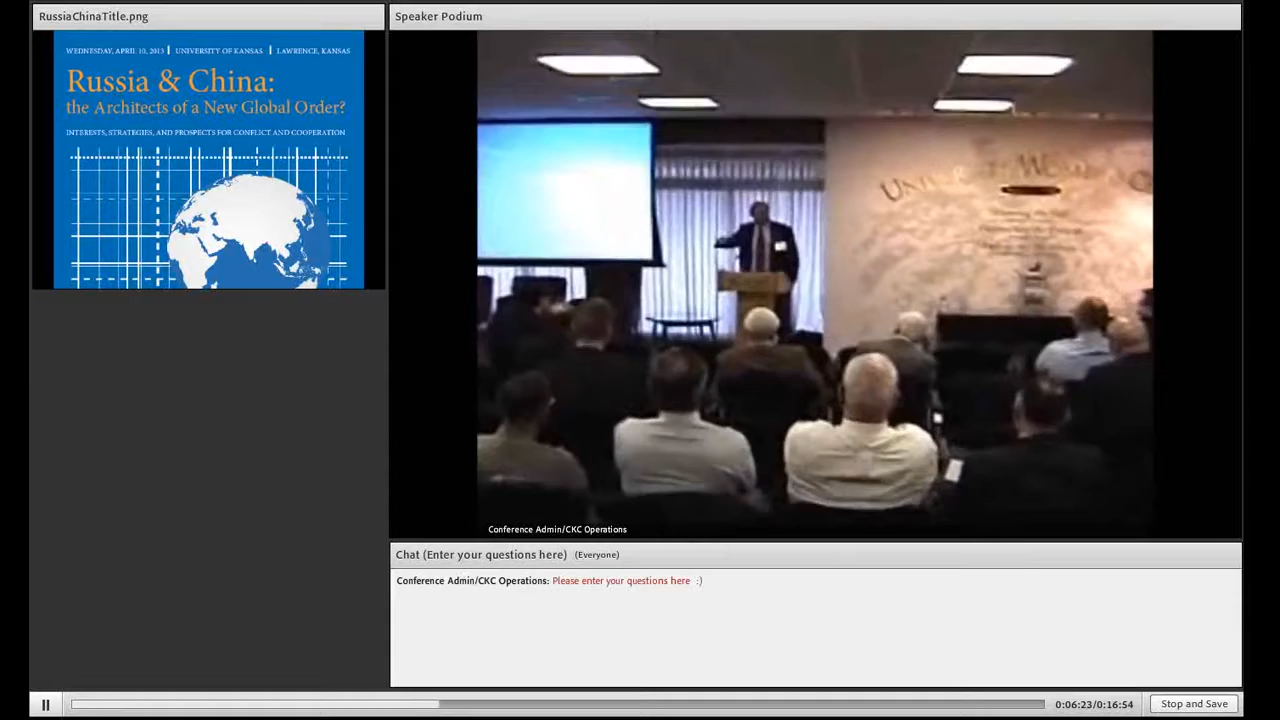 RussiaChinaTitle.png
WEDNESDAY, APRIL 10, 2013 | UNIVERSITY OF KANSAS | LAWRENCE, KANSAS
Russia & China:
the Architects of a New Global Order?
INTERESTS, STRATEGIES, AND PROSPECTS FOR CONFLICT AND COOPERATION
Speaker Podium
Conference Admin/CKC Operations
Chat (Enter your questions here) (Everyone)
Conference Admin/CKC Operations: Please enter your questions here :)
0:06:23/0:16:54
Stop and Save